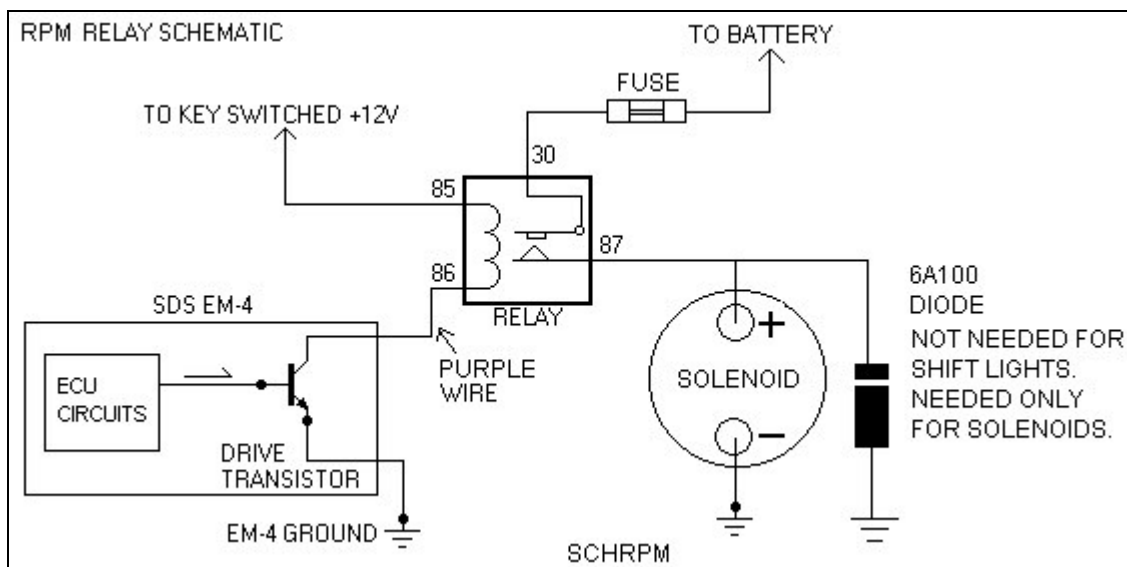 RPM RELAY SCHEMATIC
TO BATTERY
FUSE
TO KEY SWITCHED +12V
30
85
87
86
RELAY
6A100
DIODE
NOT NEEDED FOR
SHIFT LIGHTS.
NEEDED ONLY
FOR SOLENOIDS.
SDS EM-4
PURPLE
WIRE
+
SOLENOID
−
ECU
CIRCUITS
DRIVE
TRANSISTOR
EM-4 GROUND
SCHRPM